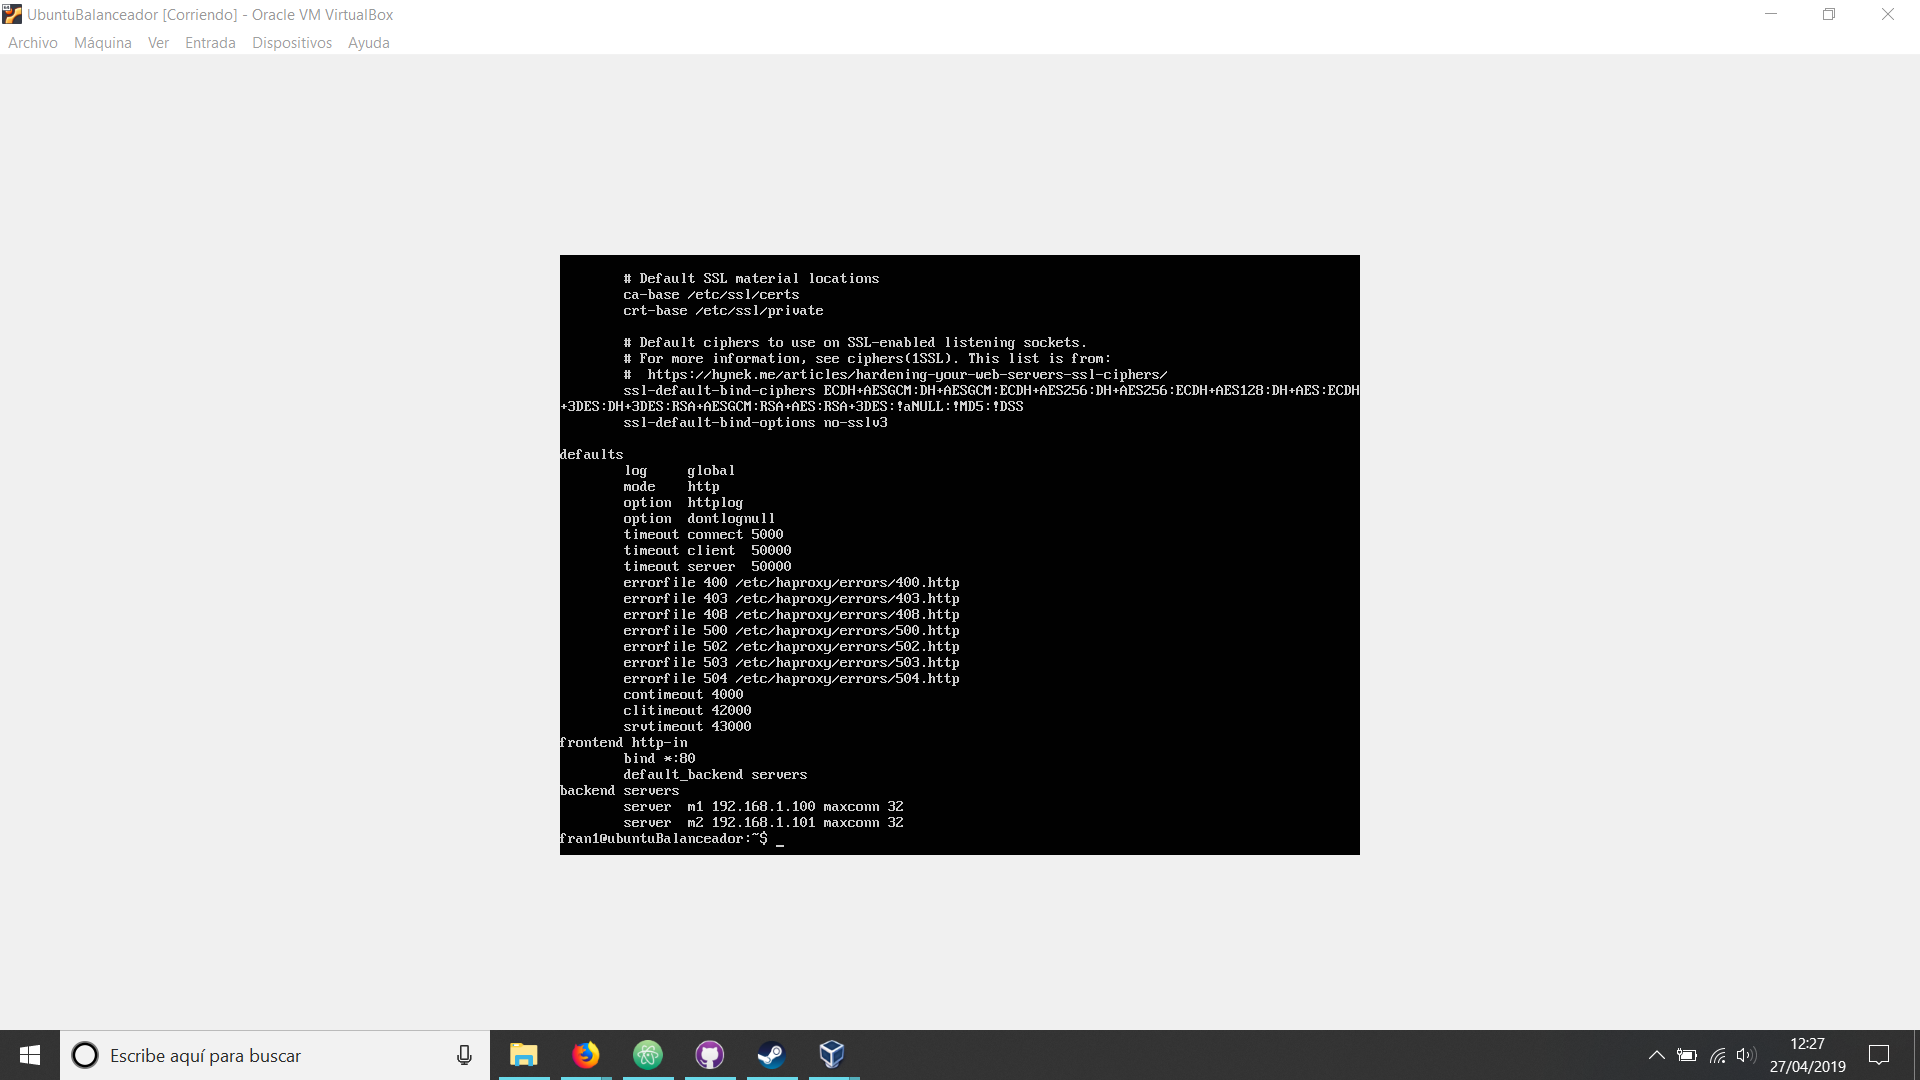 UbuntuBalanceador [Corriendo] - Oracle VM VirtualBox
Archivo Máquina Ver Entrada Dispositivos Ayuda
# Default SSL material locations
ca-base /etc/ssl/certs
crt-base /etc/ssl/private
# Default ciphers to use on SSL-enabled listening sockets.
# For more information, see ciphers(1SSL). This list is from:
#  https://hynek.me/articles/hardening-your-web-servers-ssl-ciphers/
ssl-default-bind-ciphers ECDH+AESGCM:DH+AESGCM:ECDH+AES256:DH+AES256:ECDH+AES128:DH+AES:ECDH
+3DES:DH+3DES:RSA+AESGCM:RSA+AES:RSA+3DES:!aNULL:!MD5:!DSS
ssl-default-bind-options no-sslv3
defaults
log     global
mode    http
option  httplog
option  dontlognull
timeout connect 5000
timeout client  50000
timeout server  50000
errorfile 400 /etc/haproxy/errors/400.http
errorfile 403 /etc/haproxy/errors/403.http
errorfile 408 /etc/haproxy/errors/408.http
errorfile 500 /etc/haproxy/errors/500.http
errorfile 502 /etc/haproxy/errors/502.http
errorfile 503 /etc/haproxy/errors/503.http
errorfile 504 /etc/haproxy/errors/504.http
contimeout 4000
clitimeout 42000
srvtimeout 43000
frontend http-in
bind *:80
default_backend servers
backend servers
server  m1 192.168.1.100 maxconn 32
server  m2 192.168.1.101 maxconn 32
fran1@ubuntuBalanceador:~$ _
Escribe aquí para buscar
12:27
27/04/2019